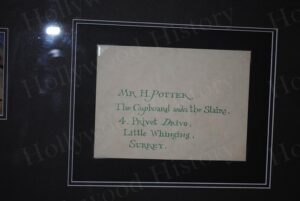 Mr H. Potter,
The Cupboard under the Stairs,
4. Privet Drive,
Little Whinging,
Surrey.
Hollywood History